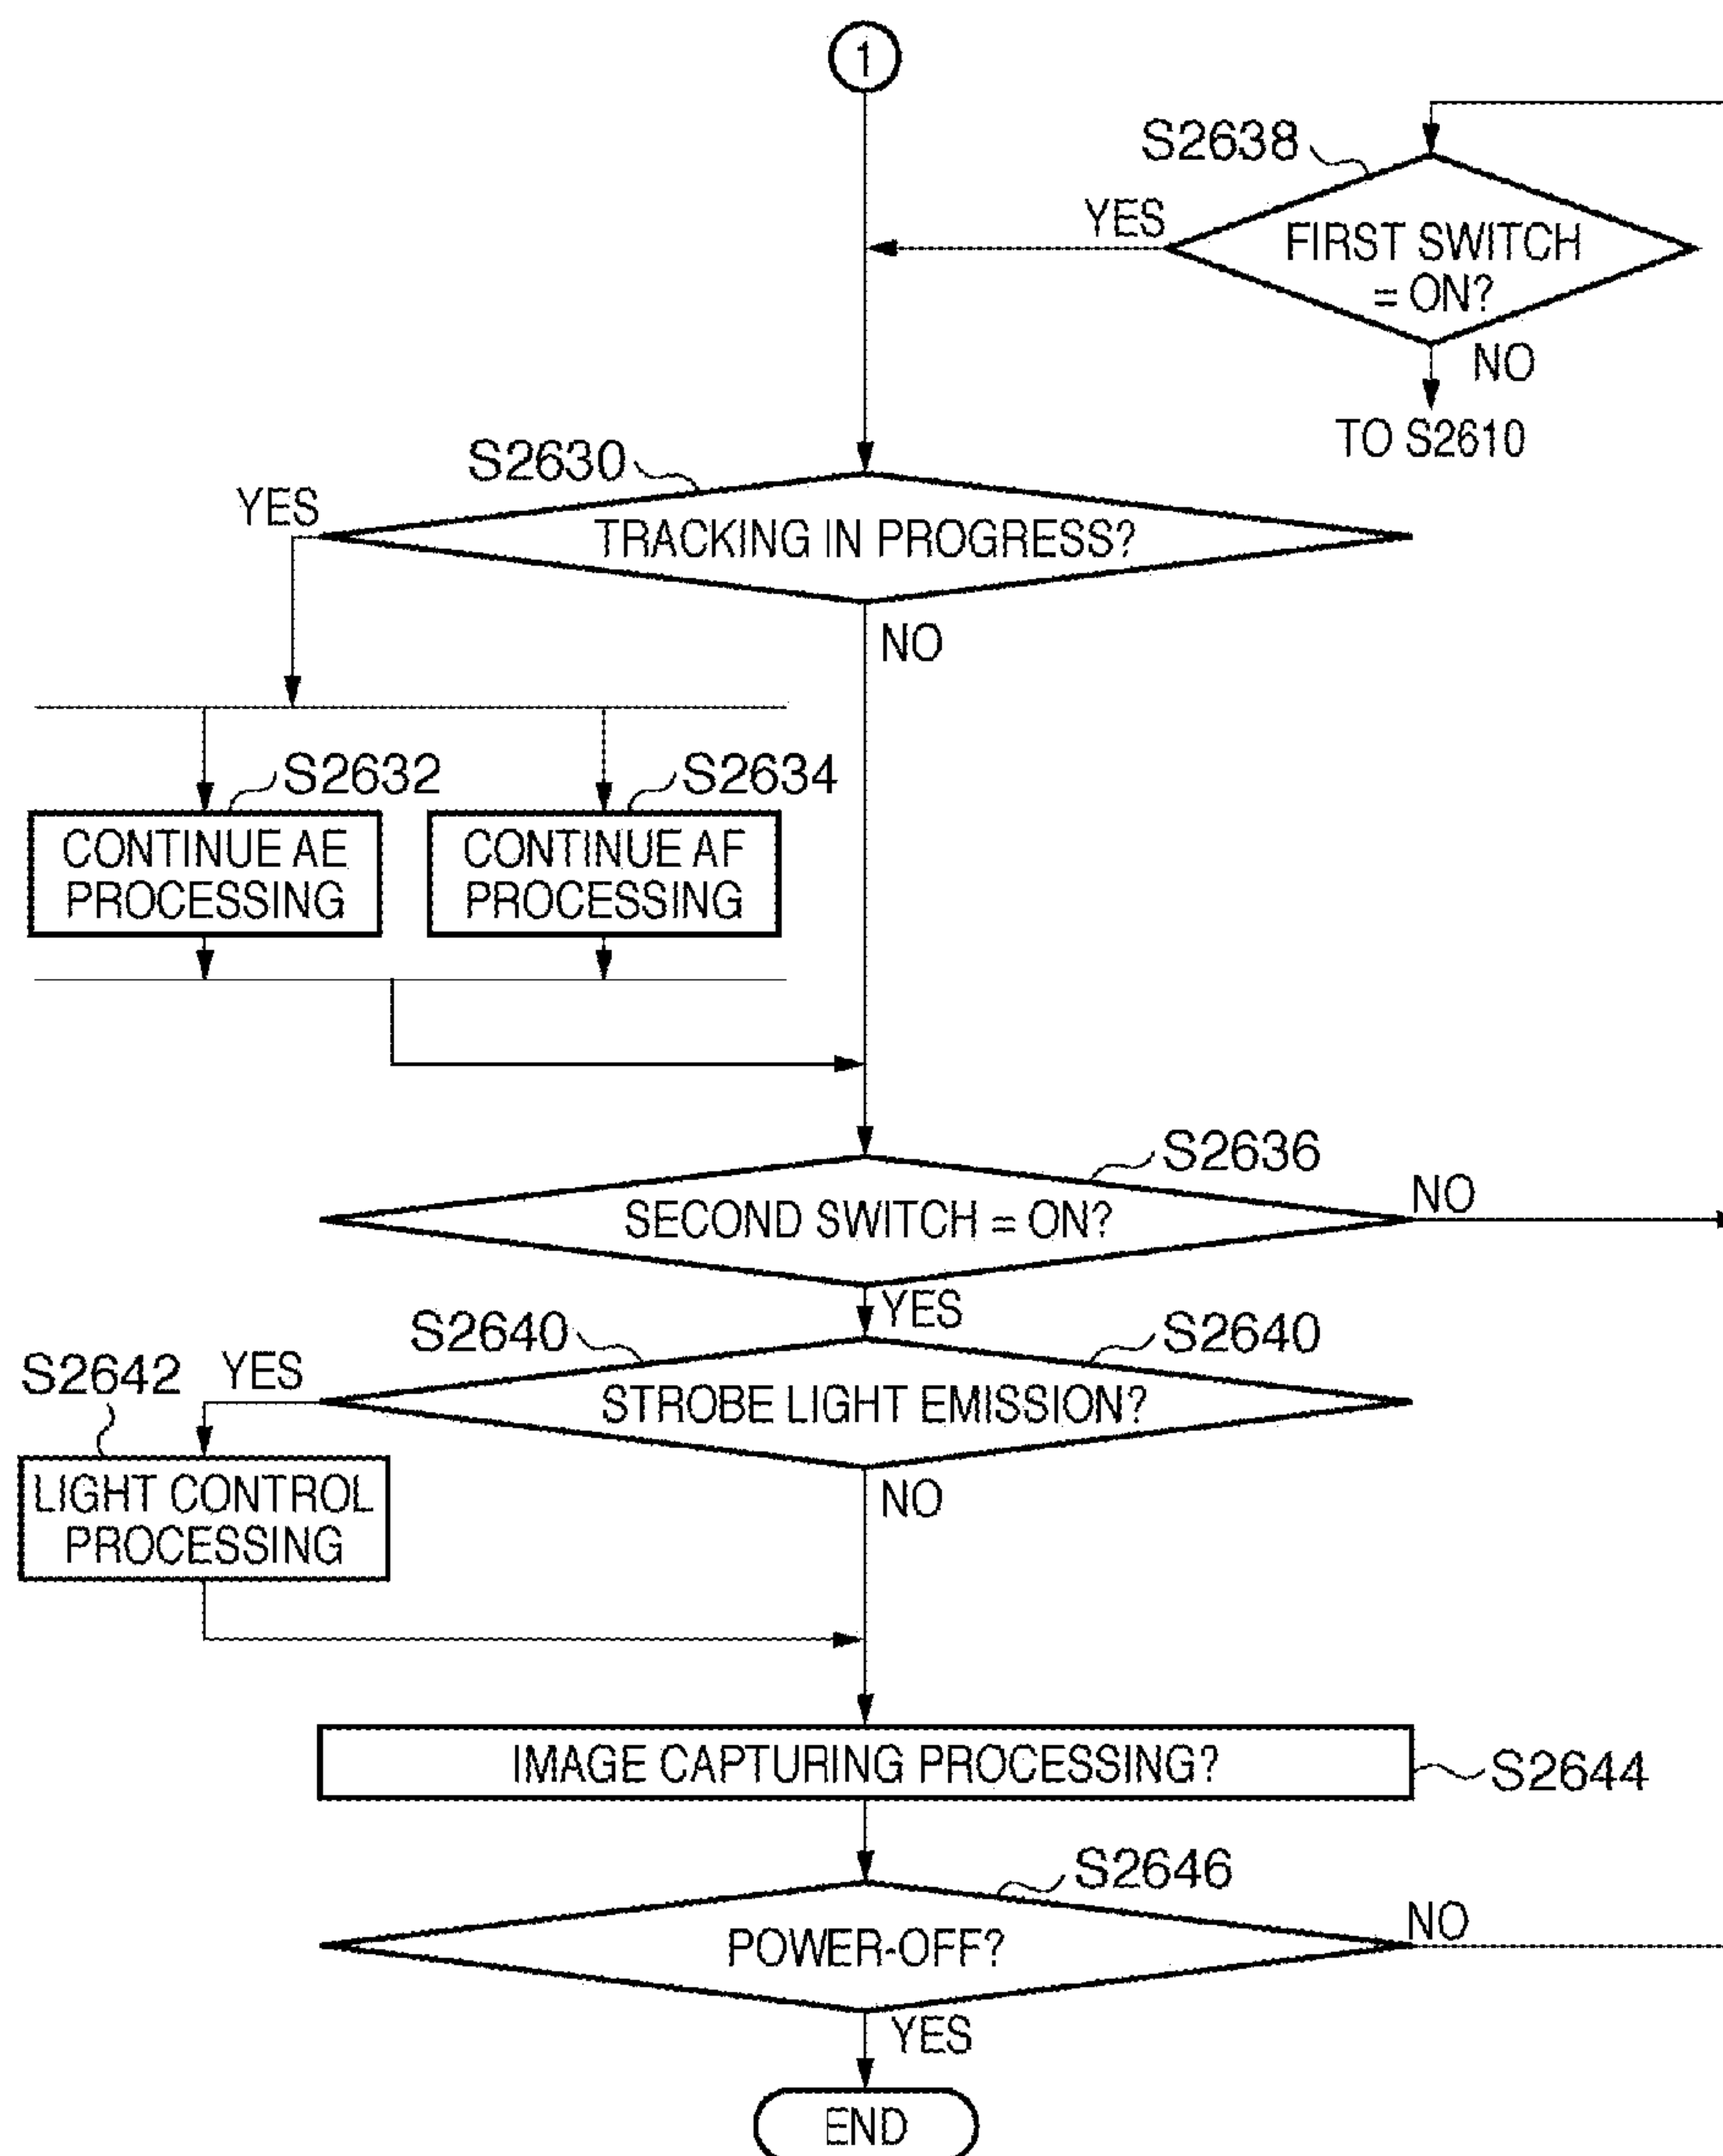 1
S2638
YES
FIRST SWITCH
= ON?
NO
TO S2610
S2630
YES
TRACKING IN PROGRESS?
NO
S2632
S2634
CONTINUE AE
PROCESSING
CONTINUE AF
PROCESSING
S2636
NO
SECOND SWITCH = ON?
YES
S2640
S2640
S2642
YES
STROBE LIGHT EMISSION?
LIGHT CONTROL
PROCESSING
NO
IMAGE CAPTURING PROCESSING?
S2644
S2646
NO
POWER-OFF?
YES
END